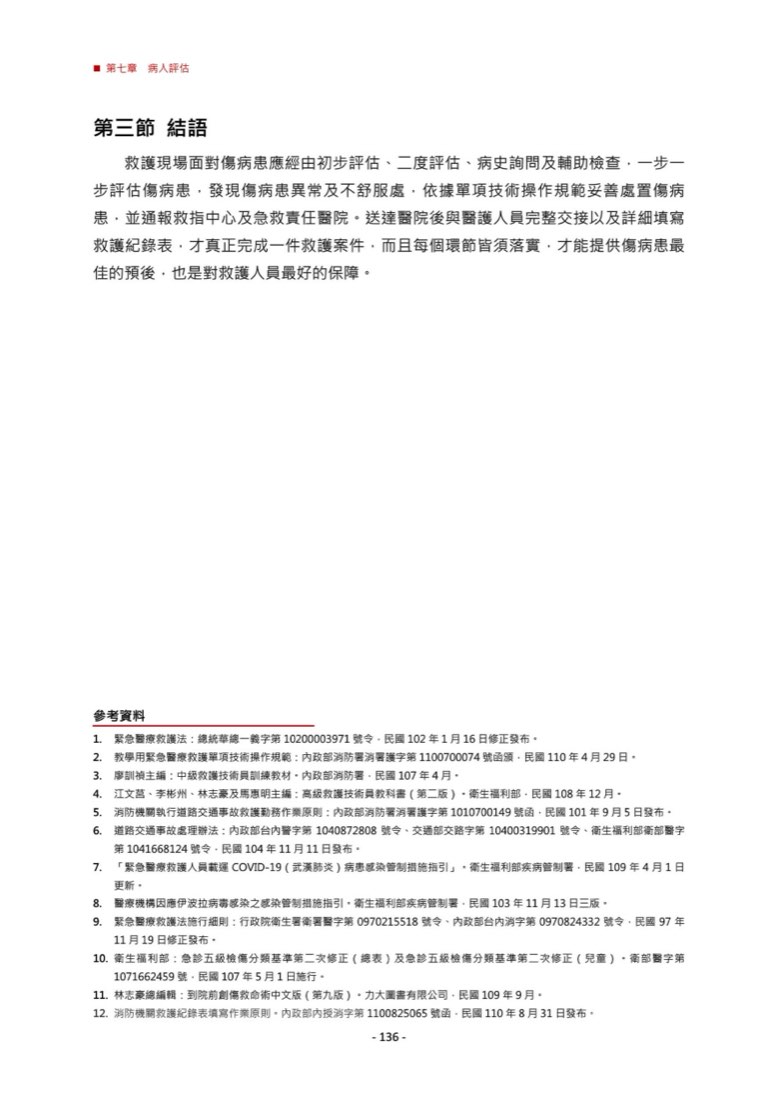 ■ 第七章　病人評估
第三節 結語
救護現場面對傷病患應經由初步評估、二度評估、病史詢問及輔助檢查，一步一
步評估傷病患，發現傷病患異常及不舒服處，依據單項技術操作規範妥善處置傷病
患，並通報救指中心及急救責任醫院。送達醫院後與醫護人員完整交接以及詳細填寫
救護紀錄表，才真正完成一件救護案件，而且每個環節皆須落實，才能提供傷病患最
佳的預後，也是對救護人員最好的保障。
參考資料
1. 緊急醫療救護法：總統華總一義字第 10200003971 號令，民國 102 年 1 月 16 日修正發布。
2. 教學用緊急醫療救護單項技術操作規範：內政部消防署消署護字第 1100700074 號函頒，民國 110 年 4 月 29 日。
3. 廖訓禎主編：中級救護技術員訓練教材。內政部消防署，民國 107 年 4 月。
4. 江文莒、李彬州、林志豪及馬惠明主編：高級救護技術員教科書（第二版）。衛生福利部，民國 108 年 12 月。
5. 消防機關執行道路交通事故救護勤務作業原則：內政部消防署消署護字第 1010700149 號函，民國 101 年 9 月 5 日發布。
6. 道路交通事故處理辦法：內政部台內警字第 1040872808 號令、交通部交路字第 10400319901 號令、衛生福利部衛部醫字
第 1041668124 號令，民國 104 年 11 月 11 日發布。
7. 「緊急醫療救護人員載運 COVID-19（武漢肺炎）病患感染管制措施指引」。衛生福利部疾病管制署，民國 109 年 4 月 1 日
更新。
8. 醫療機構因應伊波拉病毒感染之感染管制措施指引。衛生福利部疾病管制署，民國 103 年 11 月 13 日三版。
9. 緊急醫療救護法施行細則：行政院衛生署衛署醫字第 0970215518 號令、內政部台內消字第 0970824332 號令，民國 97 年
11 月 19 日修正發布。
10. 衛生福利部：急診五級檢傷分類基準第二次修正（總表）及急診五級檢傷分類基準第二次修正（兒童）。衛部醫字第
1071662459 號，民國 107 年 5 月 1 日施行。
11. 林志豪總編輯：到院前創傷救命術中文版（第九版）。力大圖書有限公司，民國 109 年 9 月。
12. 消防機關救護紀錄表填寫作業原則。內政部內授消字第 1100825065 號函，民國 110 年 8 月 31 日發布。
- 136 -